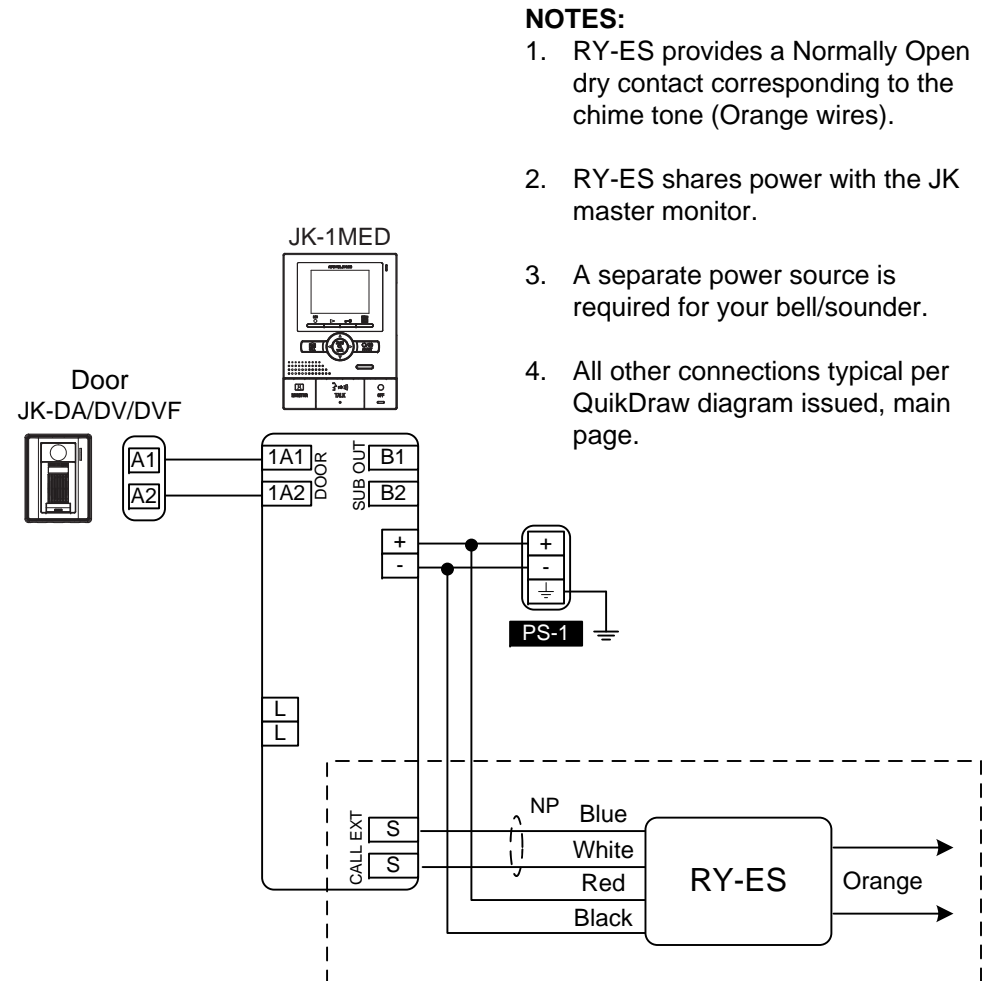 NOTES:
1. RY-ES provides a Normally Open
dry contact corresponding to the
chime tone (Orange wires).
2. RY-ES shares power with the JK
master monitor.
3. A separate power source is
required for your bell/sounder.
4. All other connections typical per
QuikDraw diagram issued, main
page.
JK-1MED
TALK
OFF
Door
JK-DA/DV/DVF
A1
A2
1A1
1A2
DOOR
SUB OUT
B1
B2
+
-
+
-
PS-1
L
L
CALL EXT
S
S
NP
Blue
White
Red
Black
RY-ES
Orange